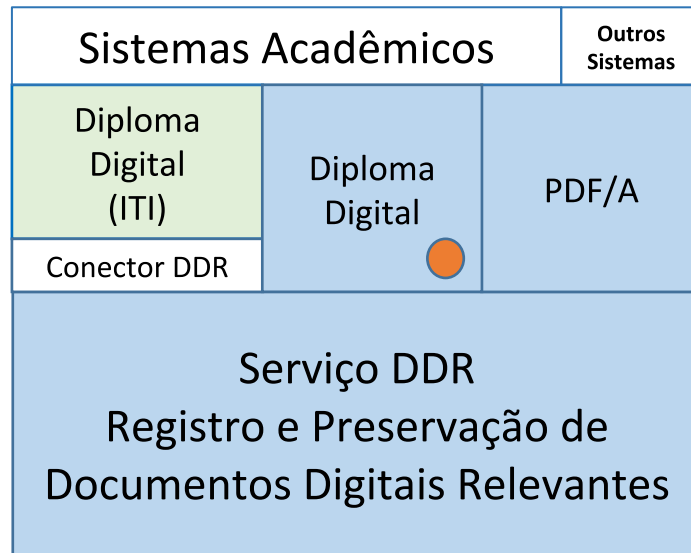 Sistemas Acadêmicos
Outros
Sistemas
Diploma
Digital
(ITI)
Conector DDR
Diploma
Digital
PDF/A
Serviço DDR
Registro e Preservação de
Documentos Digitais Relevantes